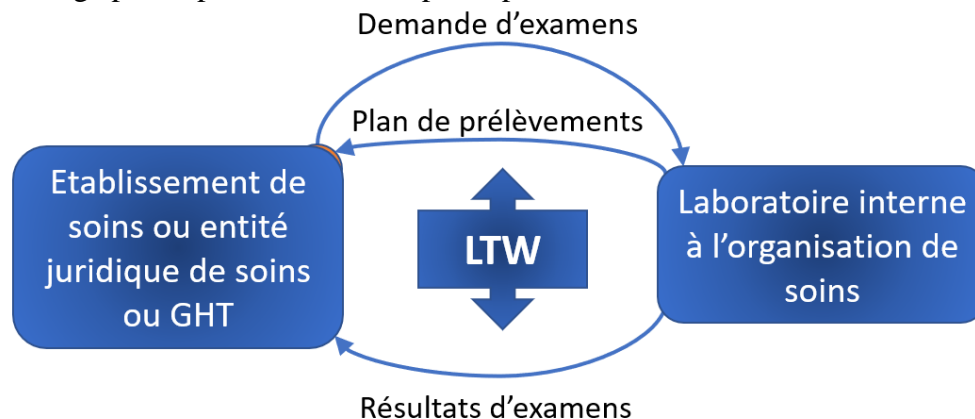 Demande d'examens
Plan de prélèvements
Etablissement de
soins ou entité
juridique de soins
ou GHT
LTW
Laboratoire interne
à l'organisation de
soins
Résultats d'examens